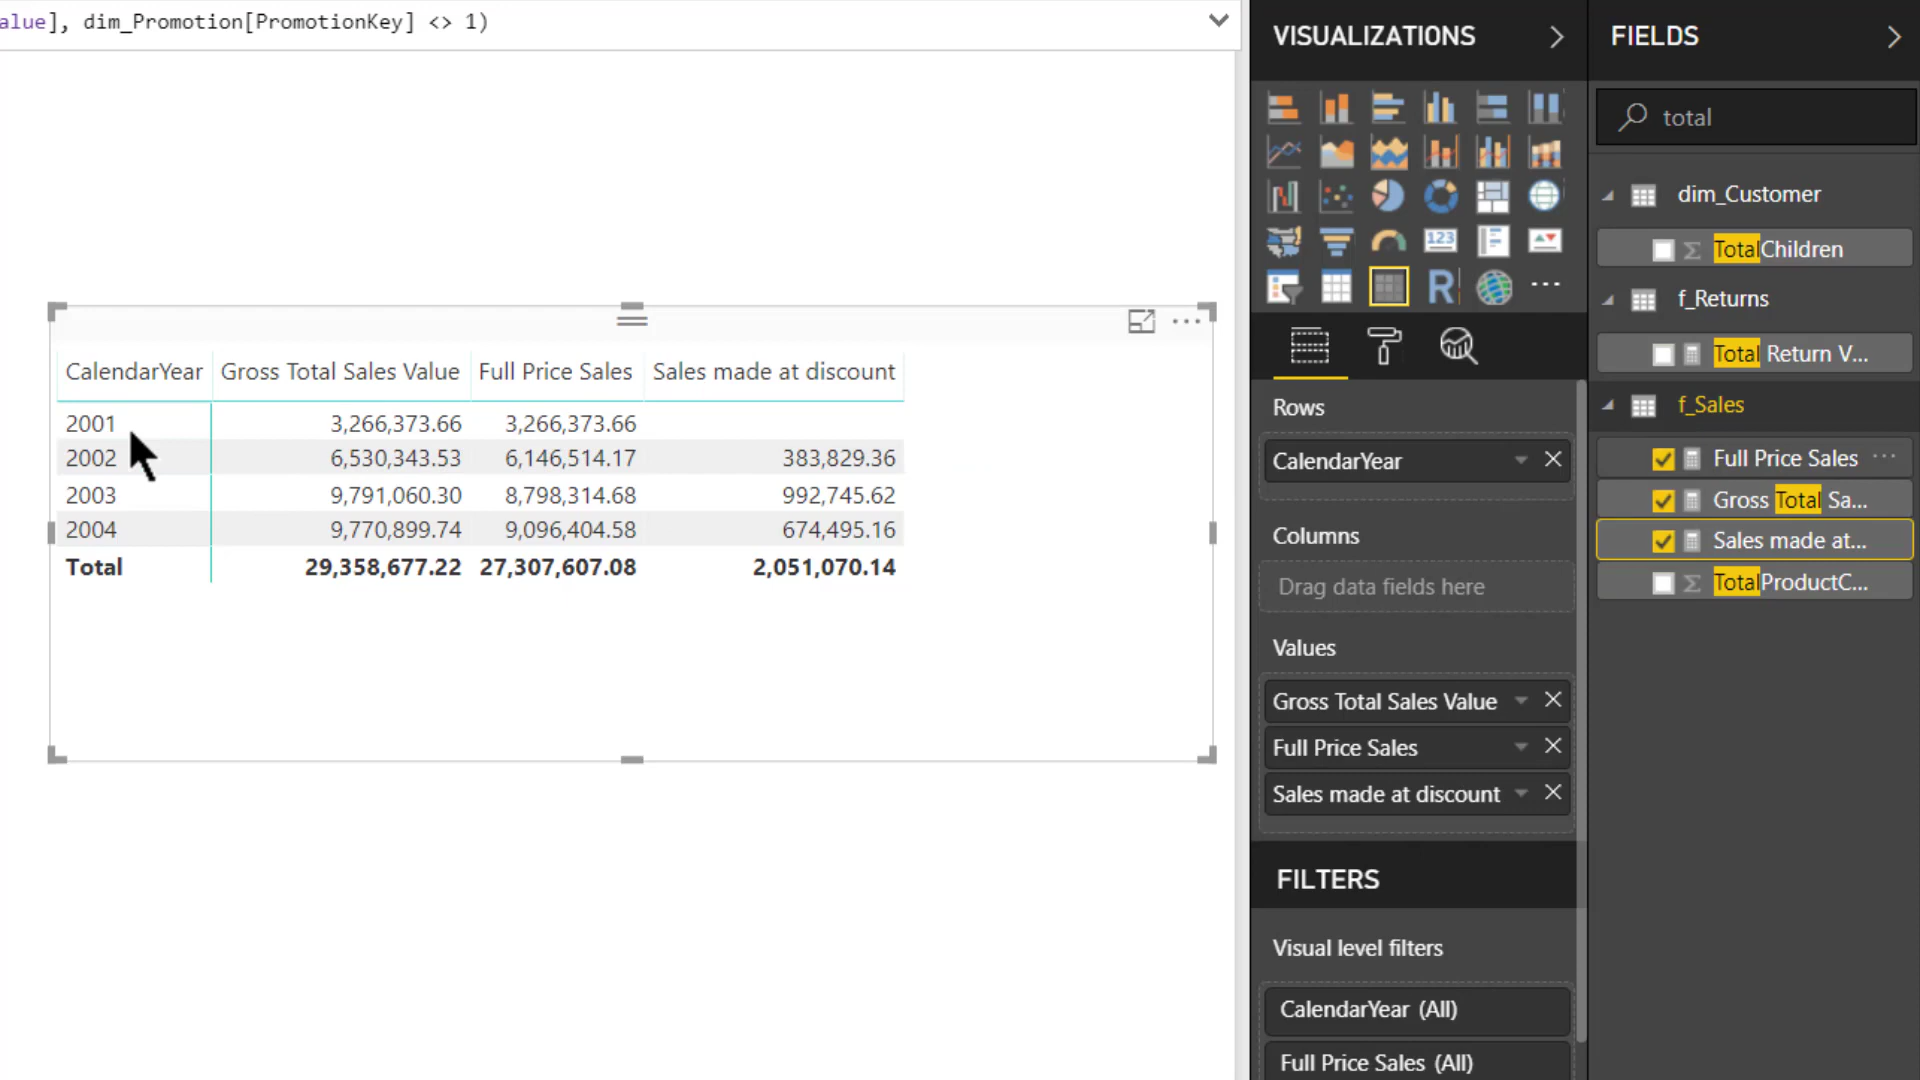 alue], dim_Promotion[PromotionKey] <> 1)
CalendarYear Gross Total Sales Value Full Price Sales Sales made at discount
2001 3,266,373.66 3,266,373.66
2002 6,530,343.53 6,146,514.17 383,829.36
2003 9,791,060.30 8,798,314.68 992,745.62
2004 9,770,899.74 9,096,404.58 674,495.16
Total 29,358,677.22 27,307,607.08 2,051,070.14
VISUALIZATIONS
123
R
Rows
CalendarYear
Columns
Drag data fields here
Values
Gross Total Sales Value
Full Price Sales
Sales made at discount
FILTERS
Visual level filters
CalendarYear (All)
Full Price Sales (All)
FIELDS
total
dim_Customer
Σ TotalChildren
f_Returns
Total Return V...
f_Sales
Full Price Sales ...
Gross Total Sa...
Sales made at...
Σ TotalProductC...